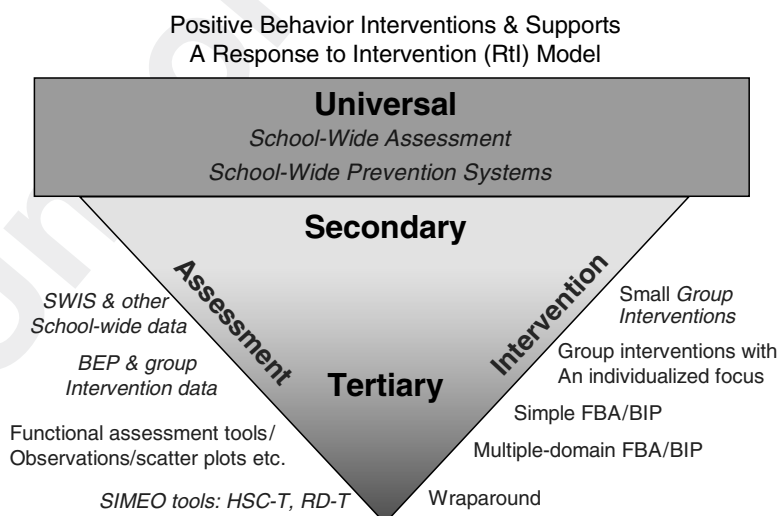 Positive Behavior Interventions & Supports
A Response to Intervention (RtI) Model
Universal
School-Wide Assessment
School-Wide Prevention Systems
Secondary
Assessment
Intervention
Tertiary
SWIS & other
School-wide data
BEP & group
Intervention data
Functional assessment tools/
Observations/scatter plots etc.
SIMEO tools: HSC-T, RD-T
Small Group
Interventions
Group interventions with
An individualized focus
Simple FBA/BIP
Multiple-domain FBA/BIP
Wraparound